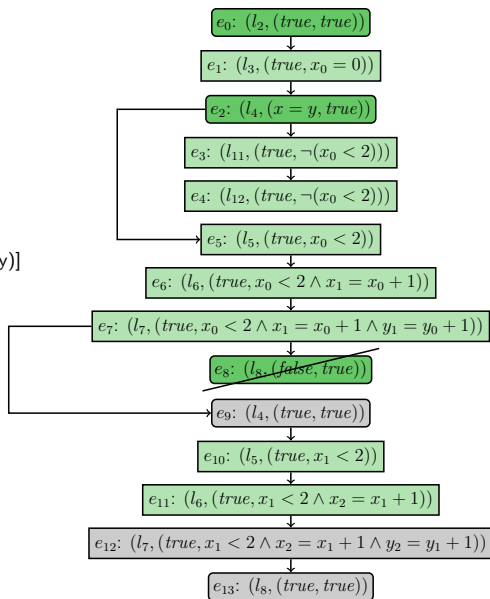 e₀: (l₂, (true, true))
e₁: (l₃, (true, x₀ = 0))
e₂: (l₄, (x = y, true))
e₃: (l₁₁, (true, ¬(x₀ < 2)))
e₄: (l₁₂, (true, ¬(x₀ < 2)))
e₅: (l₅, (true, x₀ < 2))
y)]
e₆: (l₆, (true, x₀ < 2 ∧ x₁ = x₀ + 1))
e₇: (l₇, (true, x₀ < 2 ∧ x₁ = x₀ + 1 ∧ y₁ = y₀ + 1))
e₈: (l₈, (false, true))
e₉: (l₄, (true, true))
e₁₀: (l₅, (true, x₁ < 2))
e₁₁: (l₆, (true, x₁ < 2 ∧ x₂ = x₁ + 1))
e₁₂: (l₇, (true, x₁ < 2 ∧ x₂ = x₁ + 1 ∧ y₂ = y₁ + 1))
e₁₃: (l₈, (true, true))